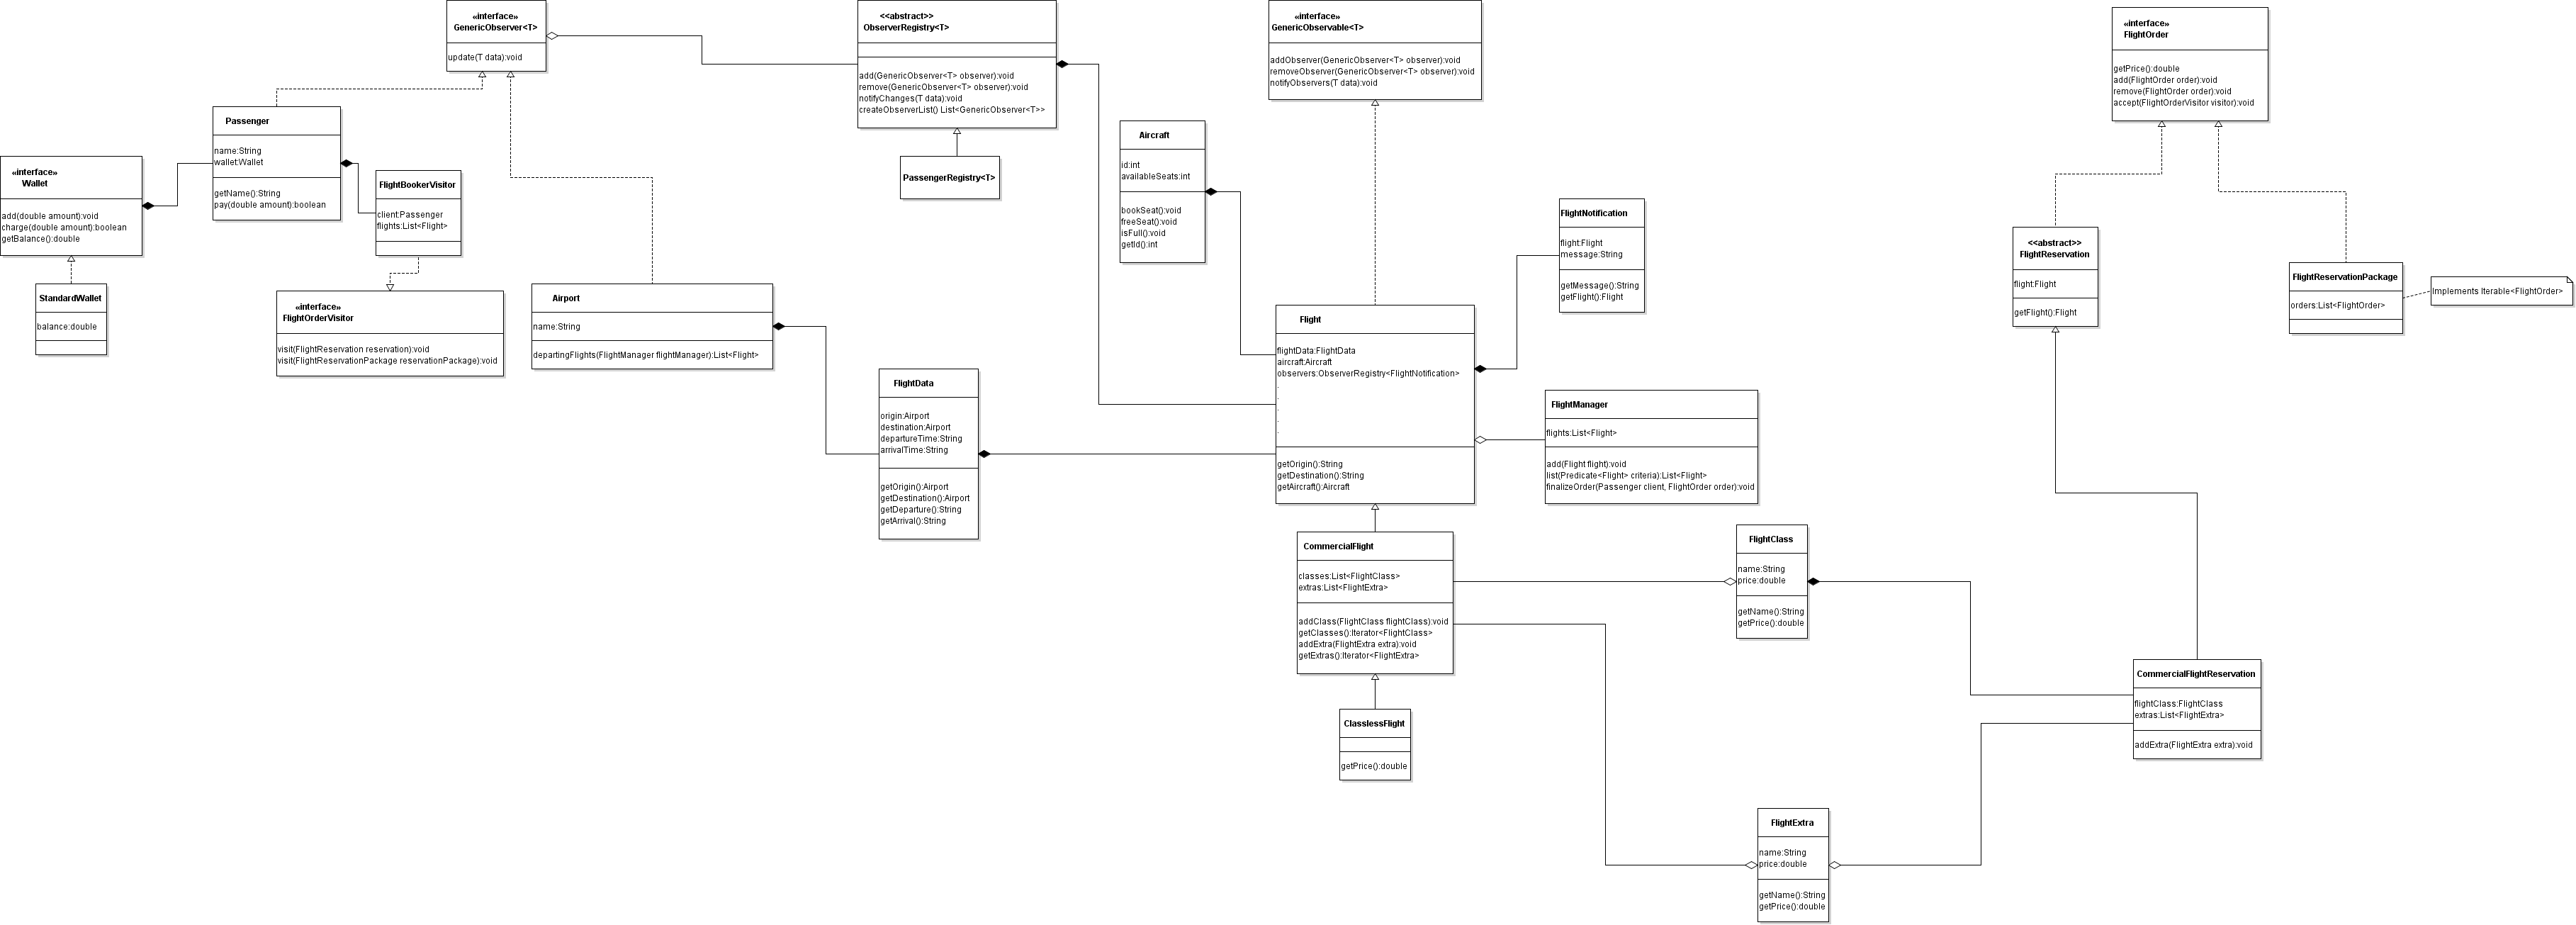 «interface»
GenericObserver<T>
update(T data):void
<<abstract>>
ObserverRegistry<T>
add(GenericObserver<T> observer):void
remove(GenericObserver<T> observer):void
notifyChanges(T data):void
createObserverList() List<GenericObserver<T>>
«interface»
GenericObservable<T>
addObserver(GenericObserver<T> observer):void
removeObserver(GenericObserver<T> observer):void
notifyObservers(T data):void
«interface»
FlightOrder
getPrice():double
add(FlightOrder order):void
remove(FlightOrder order):void
accept(FlightOrderVisitor visitor):void
Passenger
name:String
wallet:Wallet
getName():String
pay(double amount):boolean
«interface»
Wallet
add(double amount):void
charge(double amount):boolean
getBalance():double
StandardWallet
balance:double
FlightBookerVisitor
client:Passenger
flights:List<Flight>
«interface»
FlightOrderVisitor
visit(FlightReservation reservation):void
visit(FlightReservationPackage reservationPackage):void
Airport
name:String
departingFlights(FlightManager flightManager):List<Flight>
PassengerRegistry<T>
Aircraft
id:int
availableSeats:int
bookSeat():void
freeSeat():void
isFull():void
getId():int
FlightNotification
flight:Flight
message:String
getMessage():String
getFlight():Flight
<<abstract>>
FlightReservation
flight:Flight
getFlight():Flight
FlightReservationPackage
orders:List<FlightOrder>
Implements Iterable<FlightOrder>
FlightData
origin:Airport
destination:Airport
departureTime:String
arrivalTime:String
getOrigin():Airport
getDestination():Airport
getDeparture():String
getArrival():String
Flight
flightData:FlightData
aircraft:Aircraft
observers:ObserverRegistry<FlightNotification>
.
.
.
.
.
getOrigin():String
getDestination():String
getAircraft():Aircraft
FlightManager
flights:List<Flight>
add(Flight flight):void
list(Predicate<Flight> criteria):List<Flight>
finalizeOrder(Passenger client, FlightOrder order):void
CommercialFlight
classes:List<FlightClass>
extras:List<FlightExtra>
addClass(FlightClass flightClass):void
getClasses():Iterator<FlightClass>
addExtra(FlightExtra extra):void
getExtras():Iterator<FlightExtra>
FlightClass
name:String
price:double
getName():String
getPrice():double
ClasslessFlight
getPrice():double
CommercialFlightReservation
flightClass:FlightClass
extras:List<FlightExtra>
addExtra(FlightExtra extra):void
FlightExtra
name:String
price:double
getName():String
getPrice():double